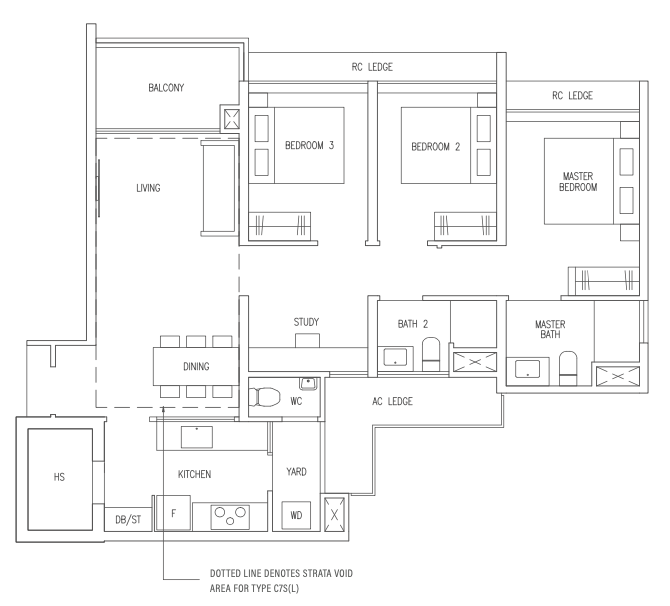 RC LEDGE
BALCONY
RC LEDGE
BEDROOM 3
BEDROOM 2
MASTER
BEDROOM
LIVING
STUDY
BATH 2
MASTER
BATH
DINING
WC
AC LEDGE
HS
KITCHEN
YARD
DB/ST
F
WD
DOTTED LINE DENOTES STRATA VOID
AREA FOR TYPE C7S(L)